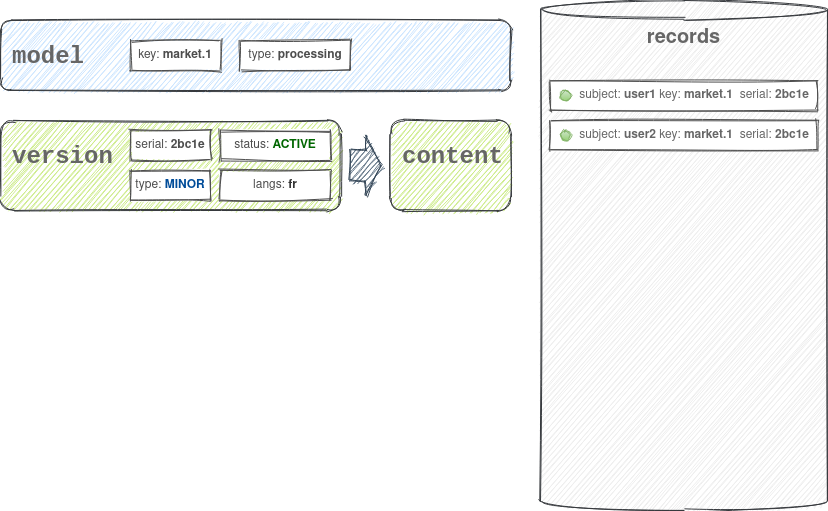 model
key: market.1
type: processing
version
serial: 2bc1e
status: ACTIVE
type: MINOR
langs: fr
content
records
subject: user1 key: market.1 serial: 2bc1e
subject: user2 key: market.1 serial: 2bc1e